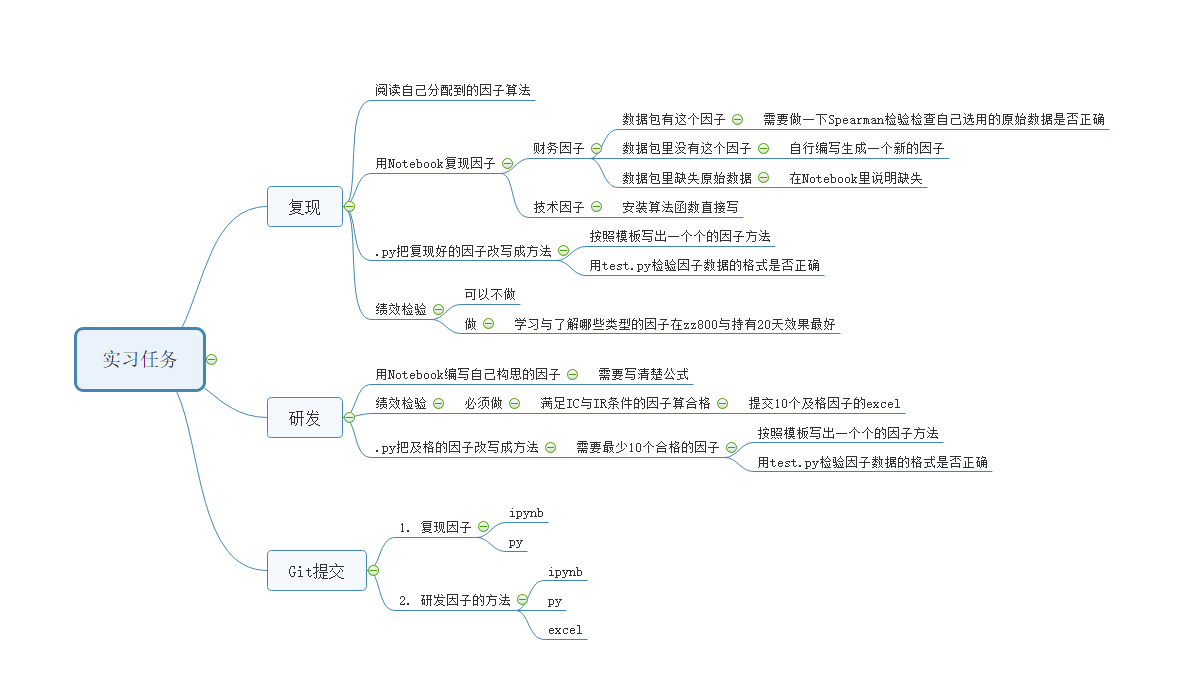 实习任务
复现
阅读自己分配到的因子算法
用Notebook复现因子
财务因子
数据包有这个因子
需要做一下Spearman检验检查自己选用的原始数据是否正确
数据包里没有这个因子
自行编写生成一个新的因子
数据包里缺失原始数据
在Notebook里说明缺失
技术因子
安装算法函数直接写
.py把复现好的因子改写成方法
按照模板写出一个个的因子方法
用test.py检验因子数据的格式是否正确
绩效检验
可以不做
做
学习与了解哪些类型的因子在zz800与持有20天效果最好
研发
用Notebook编写自己构思的因子
需要写清楚公式
绩效检验
必须做
满足IC与IR条件的因子算合格
提交10个及格因子的excel
.py把及格的因子改写成方法
需要最少10个合格的因子
按照模板写出一个个的因子方法
用test.py检验因子数据的格式是否正确
Git提交
1. 复现因子
ipynb
py
2. 研发因子的方法
ipynb
py
excel